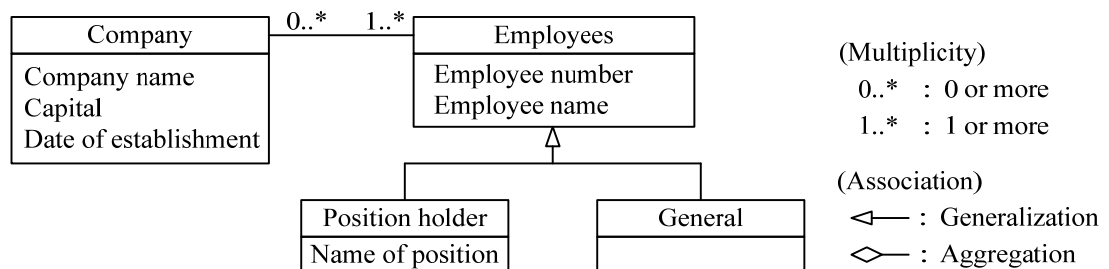 Company
0..*
1..*
Employees
Company name
Capital
Date of establishment
Employee number
Employee name
Position holder
Name of position
General
(Multiplicity)
0..* : 0 or more
1..* : 1 or more
(Association)
: Generalization
: Aggregation